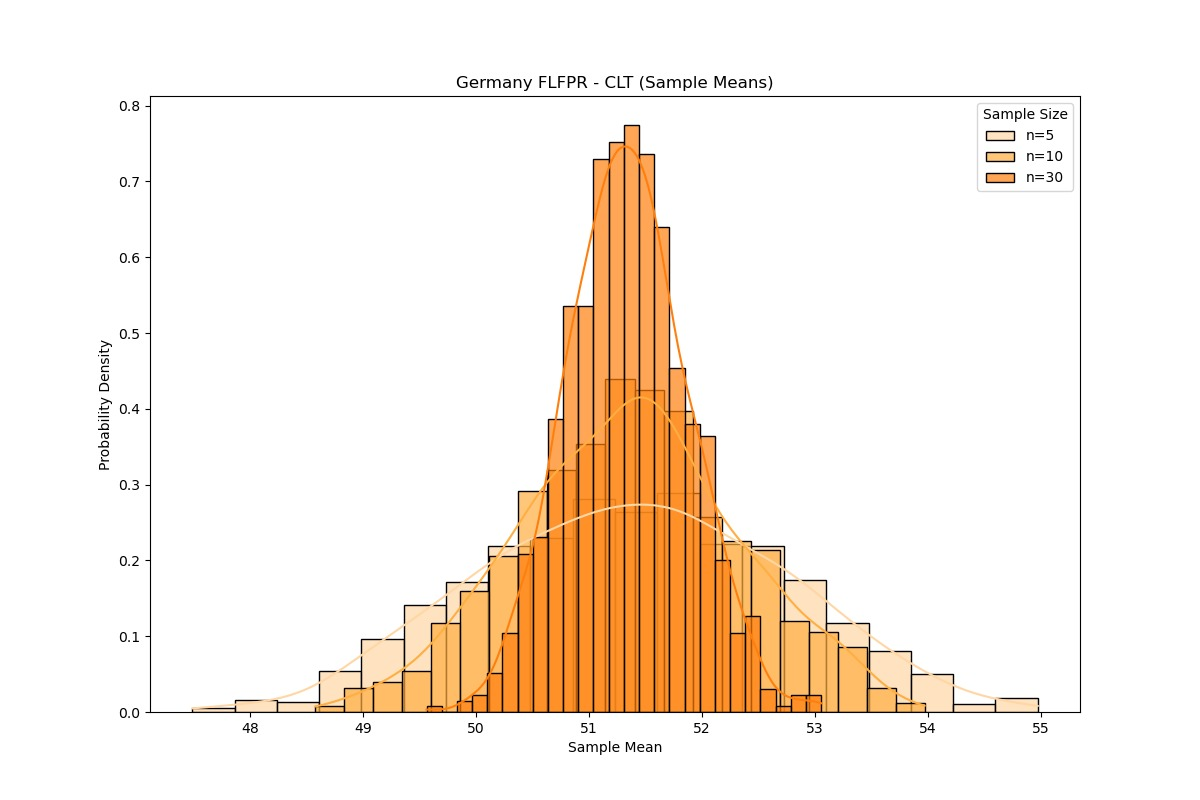 Germany FLFPR - CLT (Sample Means)
Sample Size
n=5
n=10
n=30
Probability Density
0.8
0.7
0.6
0.5
0.4
0.3
0.2
0.1
0.0
48 49 50 51 52 53 54 55
Sample Mean